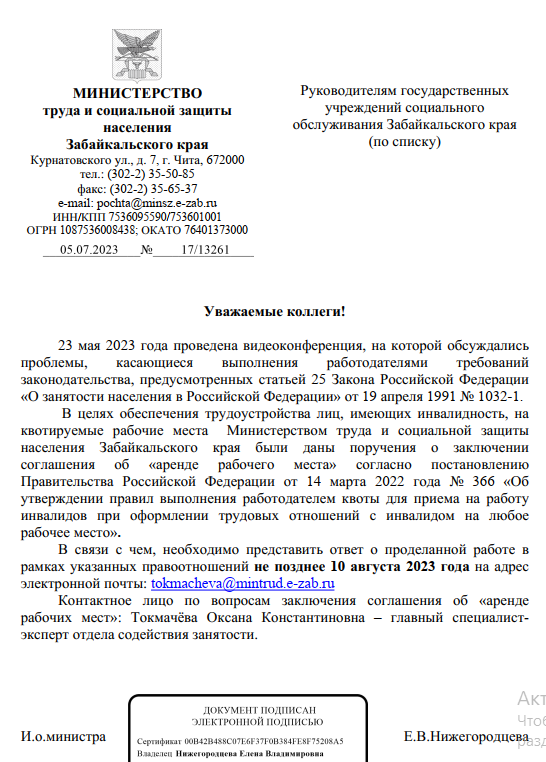 МИНИСТЕРСТВО
труда и социальной защиты
населения
Забайкальского края
Курнатовского ул., д. 7, г. Чита, 672000
тел.: (302-2) 35-50-85
факс: (302-2) 35-65-37
e-mail: pochta@minsz.e-zab.ru
ИНН/КПП 7536095590/753601001
ОГРН 1087536008438; ОКАТО 76401373000
05.07.2023 № 17/13261
Руководителям государственных
учреждений социального
обслуживания Забайкальского края
(по списку)
Уважаемые коллеги!
23 мая 2023 года проведена видеоконференция, на которой обсуждались
проблемы, касающиеся выполнения работодателями требований
законодательства, предусмотренных статьей 25 Закона Российской Федерации
«О занятости населения в Российской Федерации» от 19 апреля 1991 № 1032-1.
В целях обеспечения трудоустройства лиц, имеющих инвалидность, на
квотируемые рабочие места Министерством труда и социальной защиты
населения Забайкальского края были даны поручения о заключении
соглашения об «аренде рабочего места» согласно постановлению
Правительства Российской Федерации от 14 марта 2022 года № 366 «Об
утверждении правил выполнения работодателем квоты для приема на работу
инвалидов при оформлении трудовых отношений с инвалидом на любое
рабочее место».
В связи с чем, необходимо представить ответ о проделанной работе в
рамках указанных правоотношений не позднее 10 августа 2023 года на адрес
электронной почты: tokmacheva@mintrud.e-zab.ru
Контактное лицо по вопросам заключения соглашения об «аренде
рабочих мест»: Токмачёва Оксана Константиновна – главный специалист-
эксперт отдела содействия занятости.
ДОКУМЕНТ ПОДПИСАН
ЭЛЕКТРОННОЙ ПОДПИСЬЮ
Сертификат 00B42B488C07E6F37F0B384FE8F75208A5
Владелец Нижегородцева Елена Владимировна
И.о.министра
Е.В.Нижегородцева
Акт
Чтоб
разд